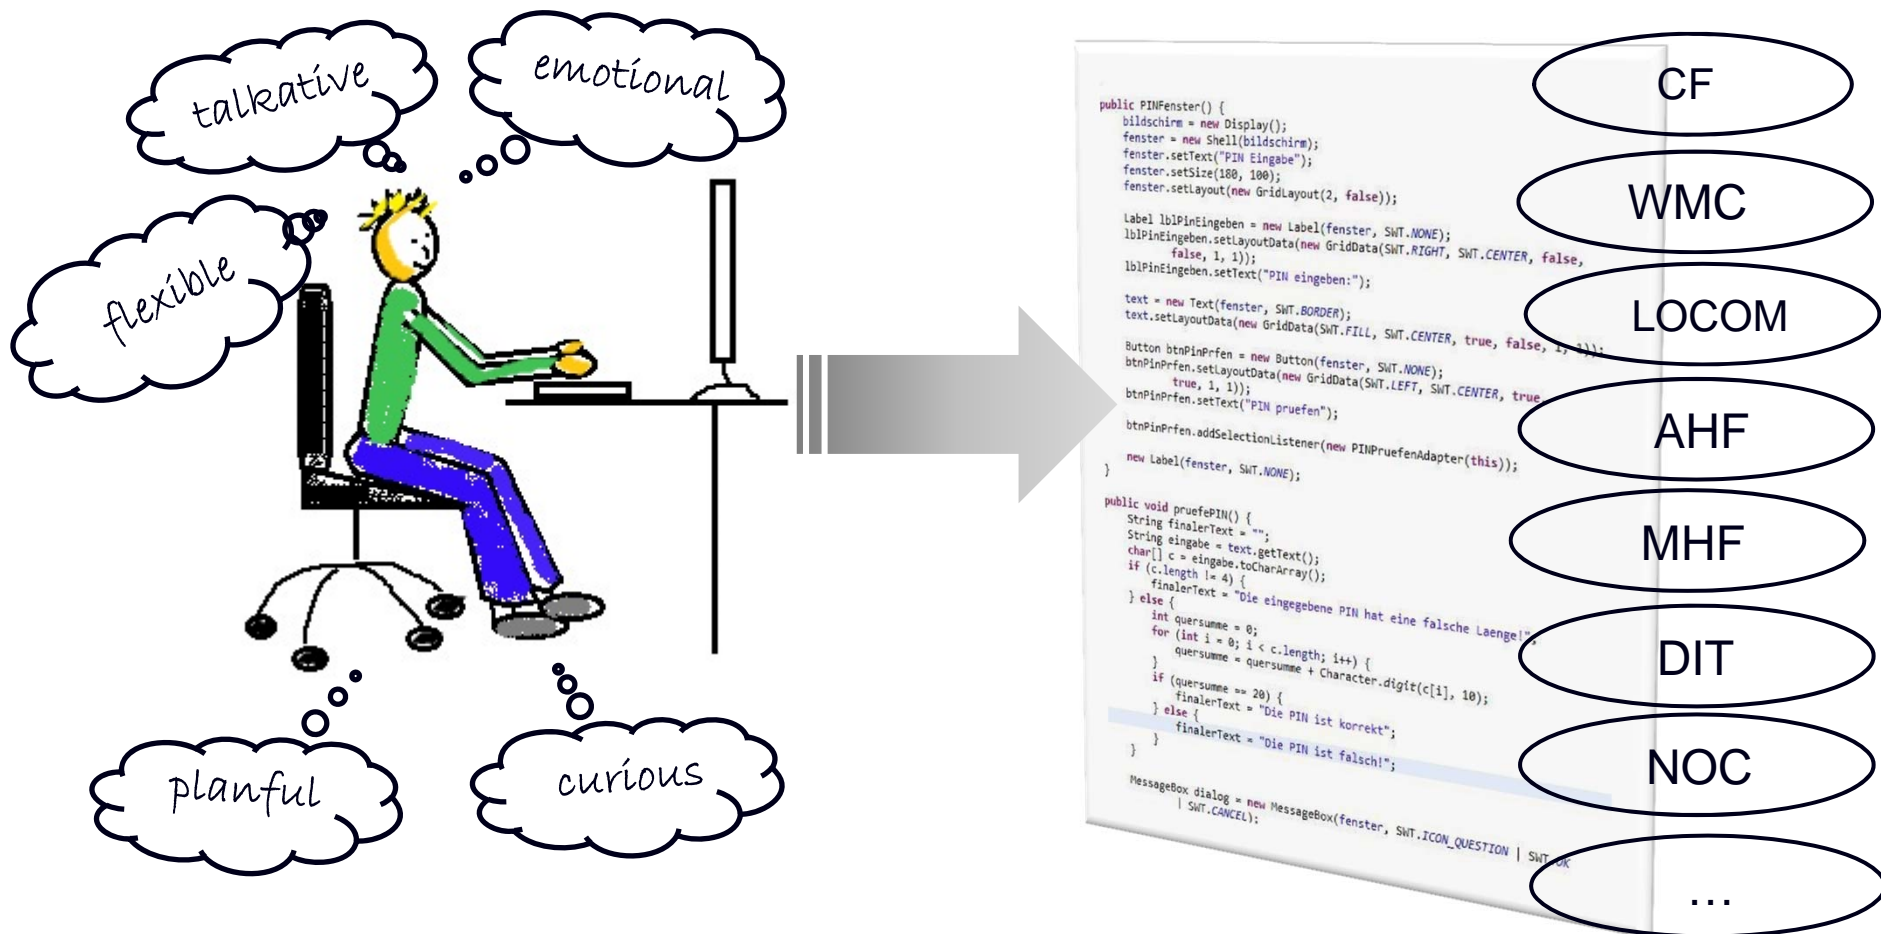 talkative
emotional
flexible
planful
curious
public PINFenster() {
bildschirm = new Display();
fenster = new Shell(bildschirm);
fenster.setText("PIN Eingabe");
fenster.setSize(180, 100);
fenster.setLayout(new GridLayout(2, false));
Label lblPinEingeben = new Label(fenster, SWT.NONE);
lblPinEingeben.setLayoutData(new GridData(SWT.RIGHT, SWT.CENTER, false,
false, 1, 1));
lblPinEingeben.setText("PIN eingeben:");
text = new Text(fenster, SWT.BORDER);
text.setLayoutData(new GridData(SWT.FILL, SWT.CENTER, true, false, 1, 1));
Button btnPinPrfen = new Button(fenster, SWT.NONE);
btnPinPrfen.setLayoutData(new GridData(SWT.LEFT, SWT.CENTER, true,
true, 1, 1));
btnPinPrfen.setText("PIN pruefen");
btnPinPrfen.addSelectionListener(new PINPruefenAdapter(this));
new Label(fenster, SWT.NONE);
}
public void pruefePIN() {
String finalerText = "";
String eingabe = text.getText();
char[] c = eingabe.toCharArray();
if (c.length != 4) {
finalerText = "Die eingegebene PIN hat eine falsche Laenge!";
} else {
int quersumme = 0;
for (int i = 0; i < c.length; i++) {
quersumme = quersumme + Character.digit(c[i], 10);
}
if (quersumme == 20) {
finalerText = "Die PIN ist korrekt";
} else {
finalerText = "Die PIN ist falsch!";
}
}
MessageBox dialog = new MessageBox(fenster, SWT.ICON_QUESTION | SWT.OK
| SWT.CANCEL);
CF
WMC
LOCOM
AHF
MHF
DIT
NOC
...